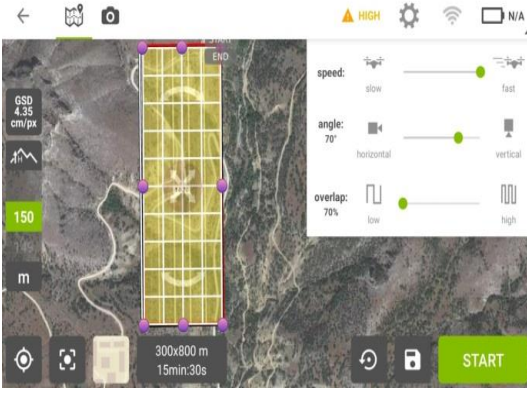 HIGH
N/A
START
END
speed:
slow
fast
GSD
4.35
cm/px
angle:
70°
horizontal
vertical
overlap:
70%
low
high
150
m
300x800 m
15min:30s
START